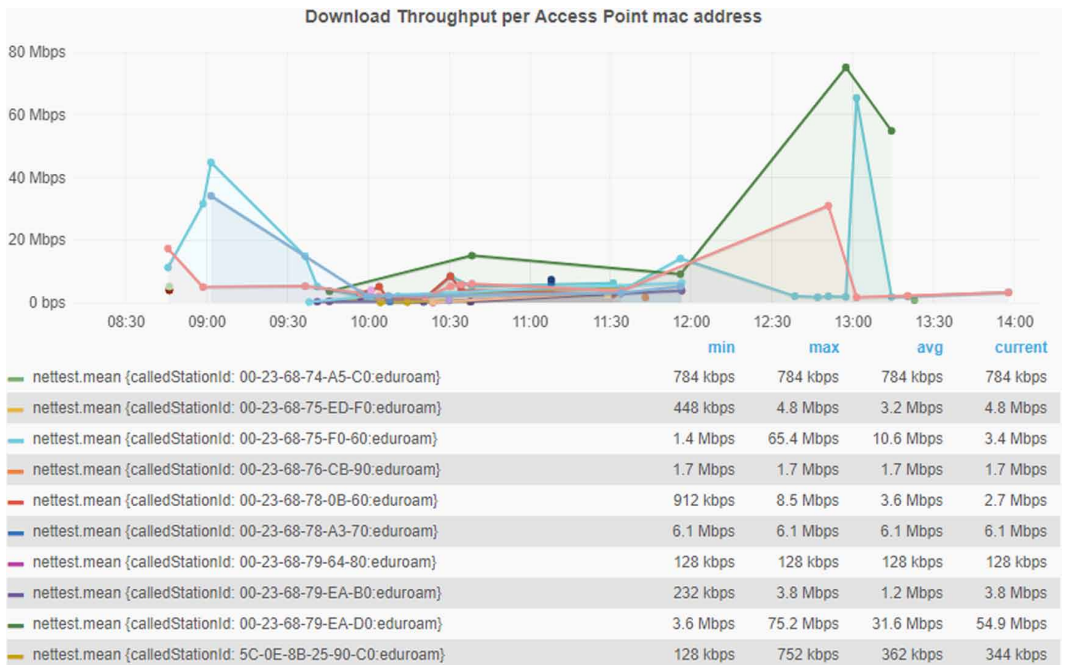 Download Throughput per Access Point mac address
80 Mbps
60 Mbps
40 Mbps
20 Mbps
0 bps
08:30 09:00 09:30 10:00 10:30 11:00 11:30 12:00 12:30 13:00 13:30 14:00
min max avg current
nettest.mean {calledStationId: 00-23-68-74-A5-C0:eduroam} 784 kbps 784 kbps 784 kbps 784 kbps
nettest.mean {calledStationId: 00-23-68-75-ED-F0:eduroam} 448 kbps 4.8 Mbps 3.2 Mbps 4.8 Mbps
nettest.mean {calledStationId: 00-23-68-75-F0-60:eduroam} 1.4 Mbps 65.4 Mbps 10.6 Mbps 3.4 Mbps
nettest.mean {calledStationId: 00-23-68-76-CB-90:eduroam} 1.7 Mbps 1.7 Mbps 1.7 Mbps 1.7 Mbps
nettest.mean {calledStationId: 00-23-68-78-0B-60:eduroam} 912 kbps 8.5 Mbps 3.6 Mbps 2.7 Mbps
nettest.mean {calledStationId: 00-23-68-78-A3-70:eduroam} 6.1 Mbps 6.1 Mbps 6.1 Mbps 6.1 Mbps
nettest.mean {calledStationId: 00-23-68-79-64-80:eduroam} 128 kbps 128 kbps 128 kbps 128 kbps
nettest.mean {calledStationId: 00-23-68-79-EA-B0:eduroam} 232 kbps 3.8 Mbps 1.2 Mbps 3.8 Mbps
nettest.mean {calledStationId: 00-23-68-79-EA-D0:eduroam} 3.6 Mbps 75.2 Mbps 31.6 Mbps 54.9 Mbps
nettest.mean {calledStationId: 5C-0E-8B-25-90-C0:eduroam} 128 kbps 752 kbps 362 kbps 344 kbps